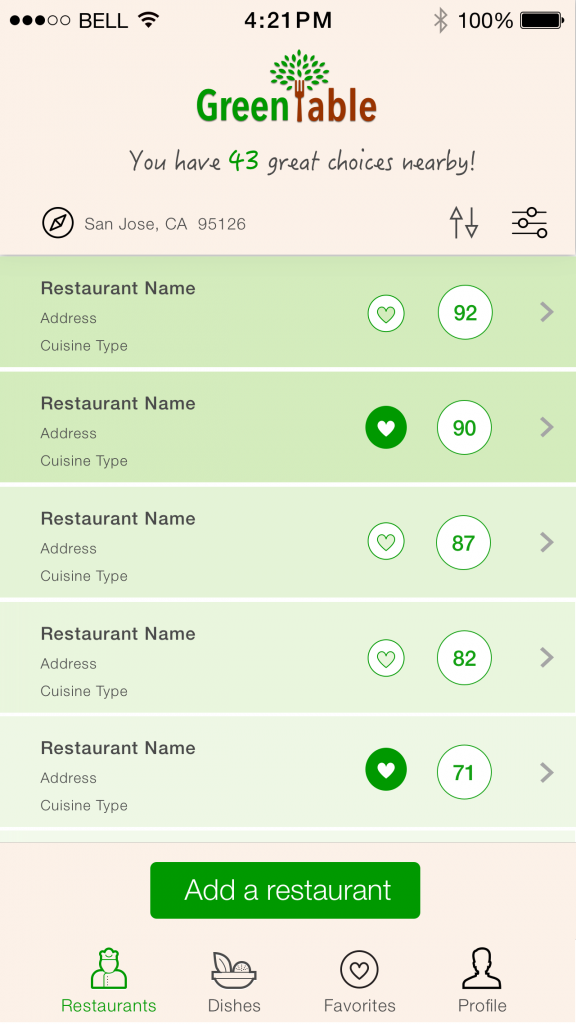 BELL 4:21PM 100%
GreenTable
You have 43 great choices nearby!
San Jose, CA 95126
Restaurant Name
Address
Cuisine Type
92
Restaurant Name
Address
Cuisine Type
90
Restaurant Name
Address
Cuisine Type
87
Restaurant Name
Address
Cuisine Type
82
Restaurant Name
Address
Cuisine Type
71
Add a restaurant
Restaurants Dishes Favorites Profile